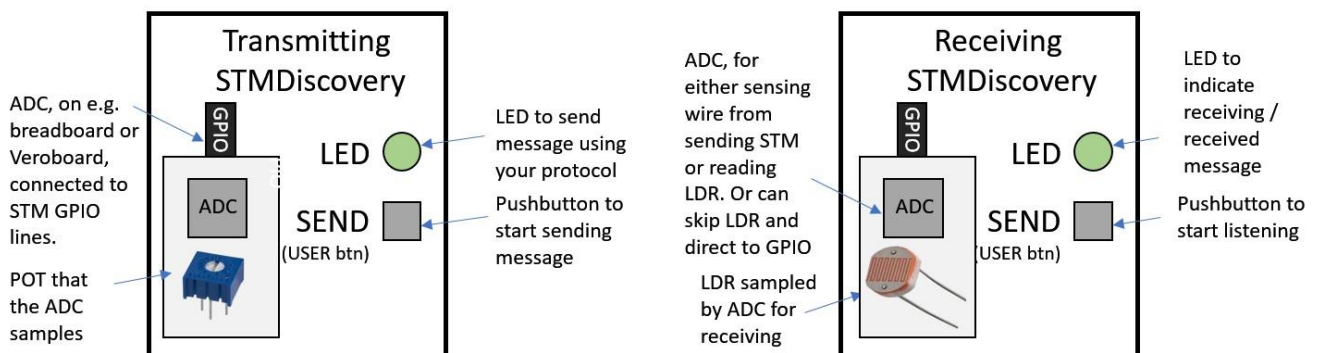 Transmitting
STMDiscovery
ADC, on e.g.
breadboard or
Veroboard,
connected to
STM GPIO
lines.
POT that
the ADC
samples
GPIO
ADC
LED
SEND
(USER btn)
LED to send
message using
your protocol
Pushbutton to
start sending
message
Receiving
STMDiscovery
ADC, for
either sensing
wire from
sending STM
or reading
LDR. Or can
skip LDR and
direct to GPIO
LDR sampled
by ADC for
receiving
GPIO
ADC
LED
SEND
(USER btn)
LED to
indicate
receiving /
received
message
Pushbutton to
start listening